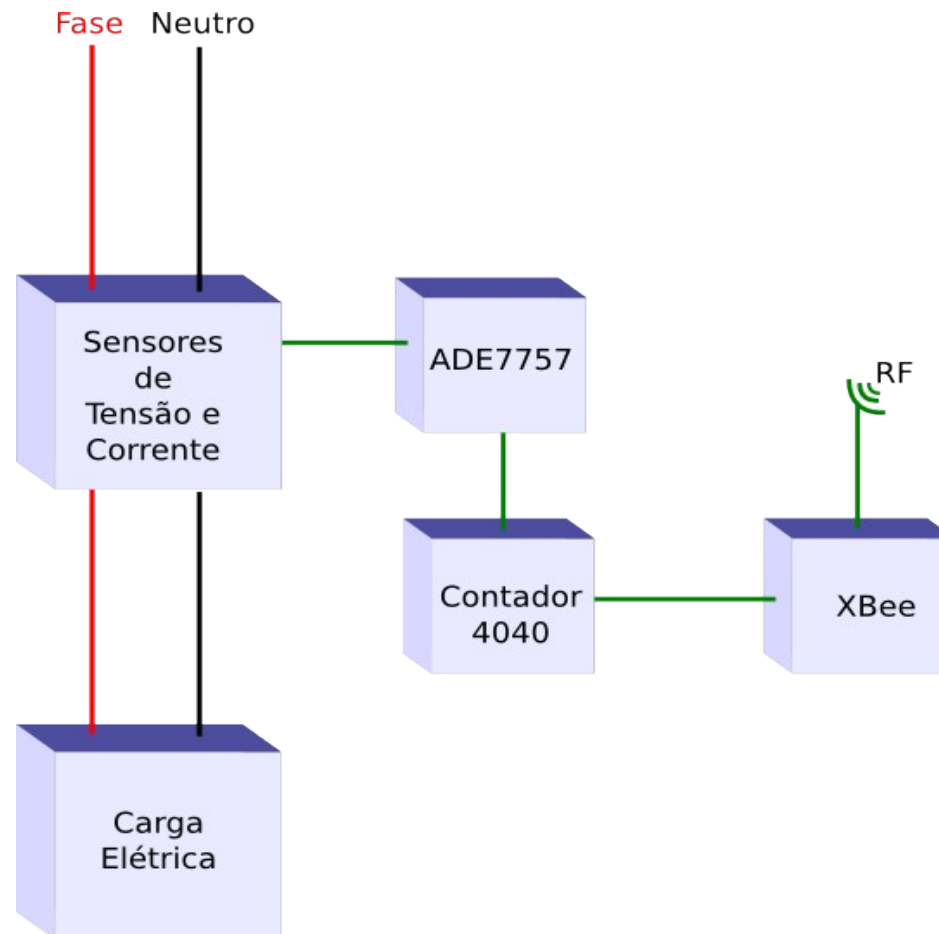 Fase Neutro
Sensores
de
Tensão e
Corrente
ADE7757
RF
Contador
4040
XBee
Carga
Elétrica